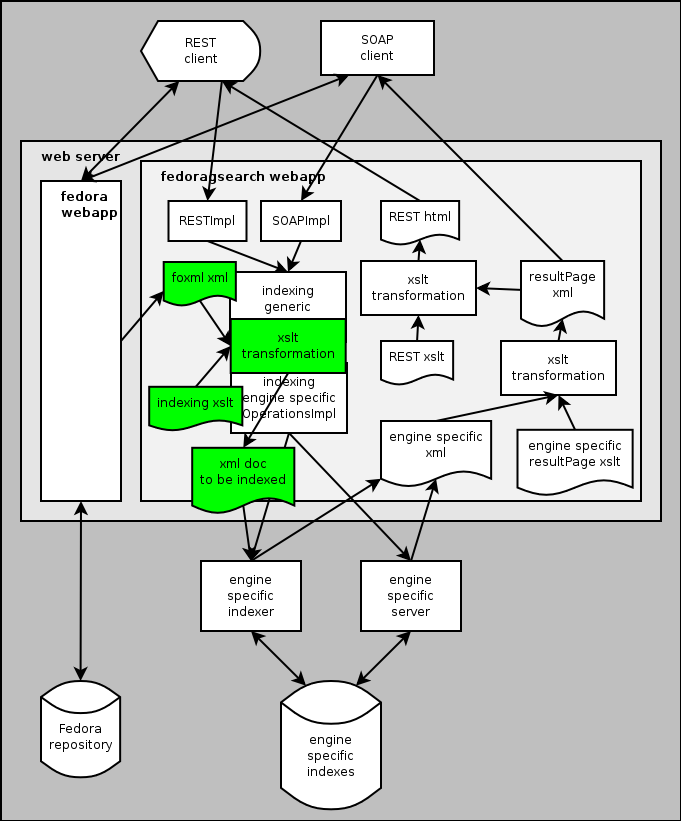 REST
client
SOAP
client
web server
fedora
webapp
fedoragsearch webapp
RESTImpl
SOAPImpl
REST html
foxml xml
indexing
generic
xslt
transformation
resultPage
xml
xslt
transformation
REST xslt
xslt
transformation
indexing
engine specific
OperationsImpl
indexing xslt
engine specific
xml
engine specific
resultPage xslt
xml doc
to be indexed
engine
specific
indexer
engine
specific
server
Fedora
repository
engine
specific
indexes